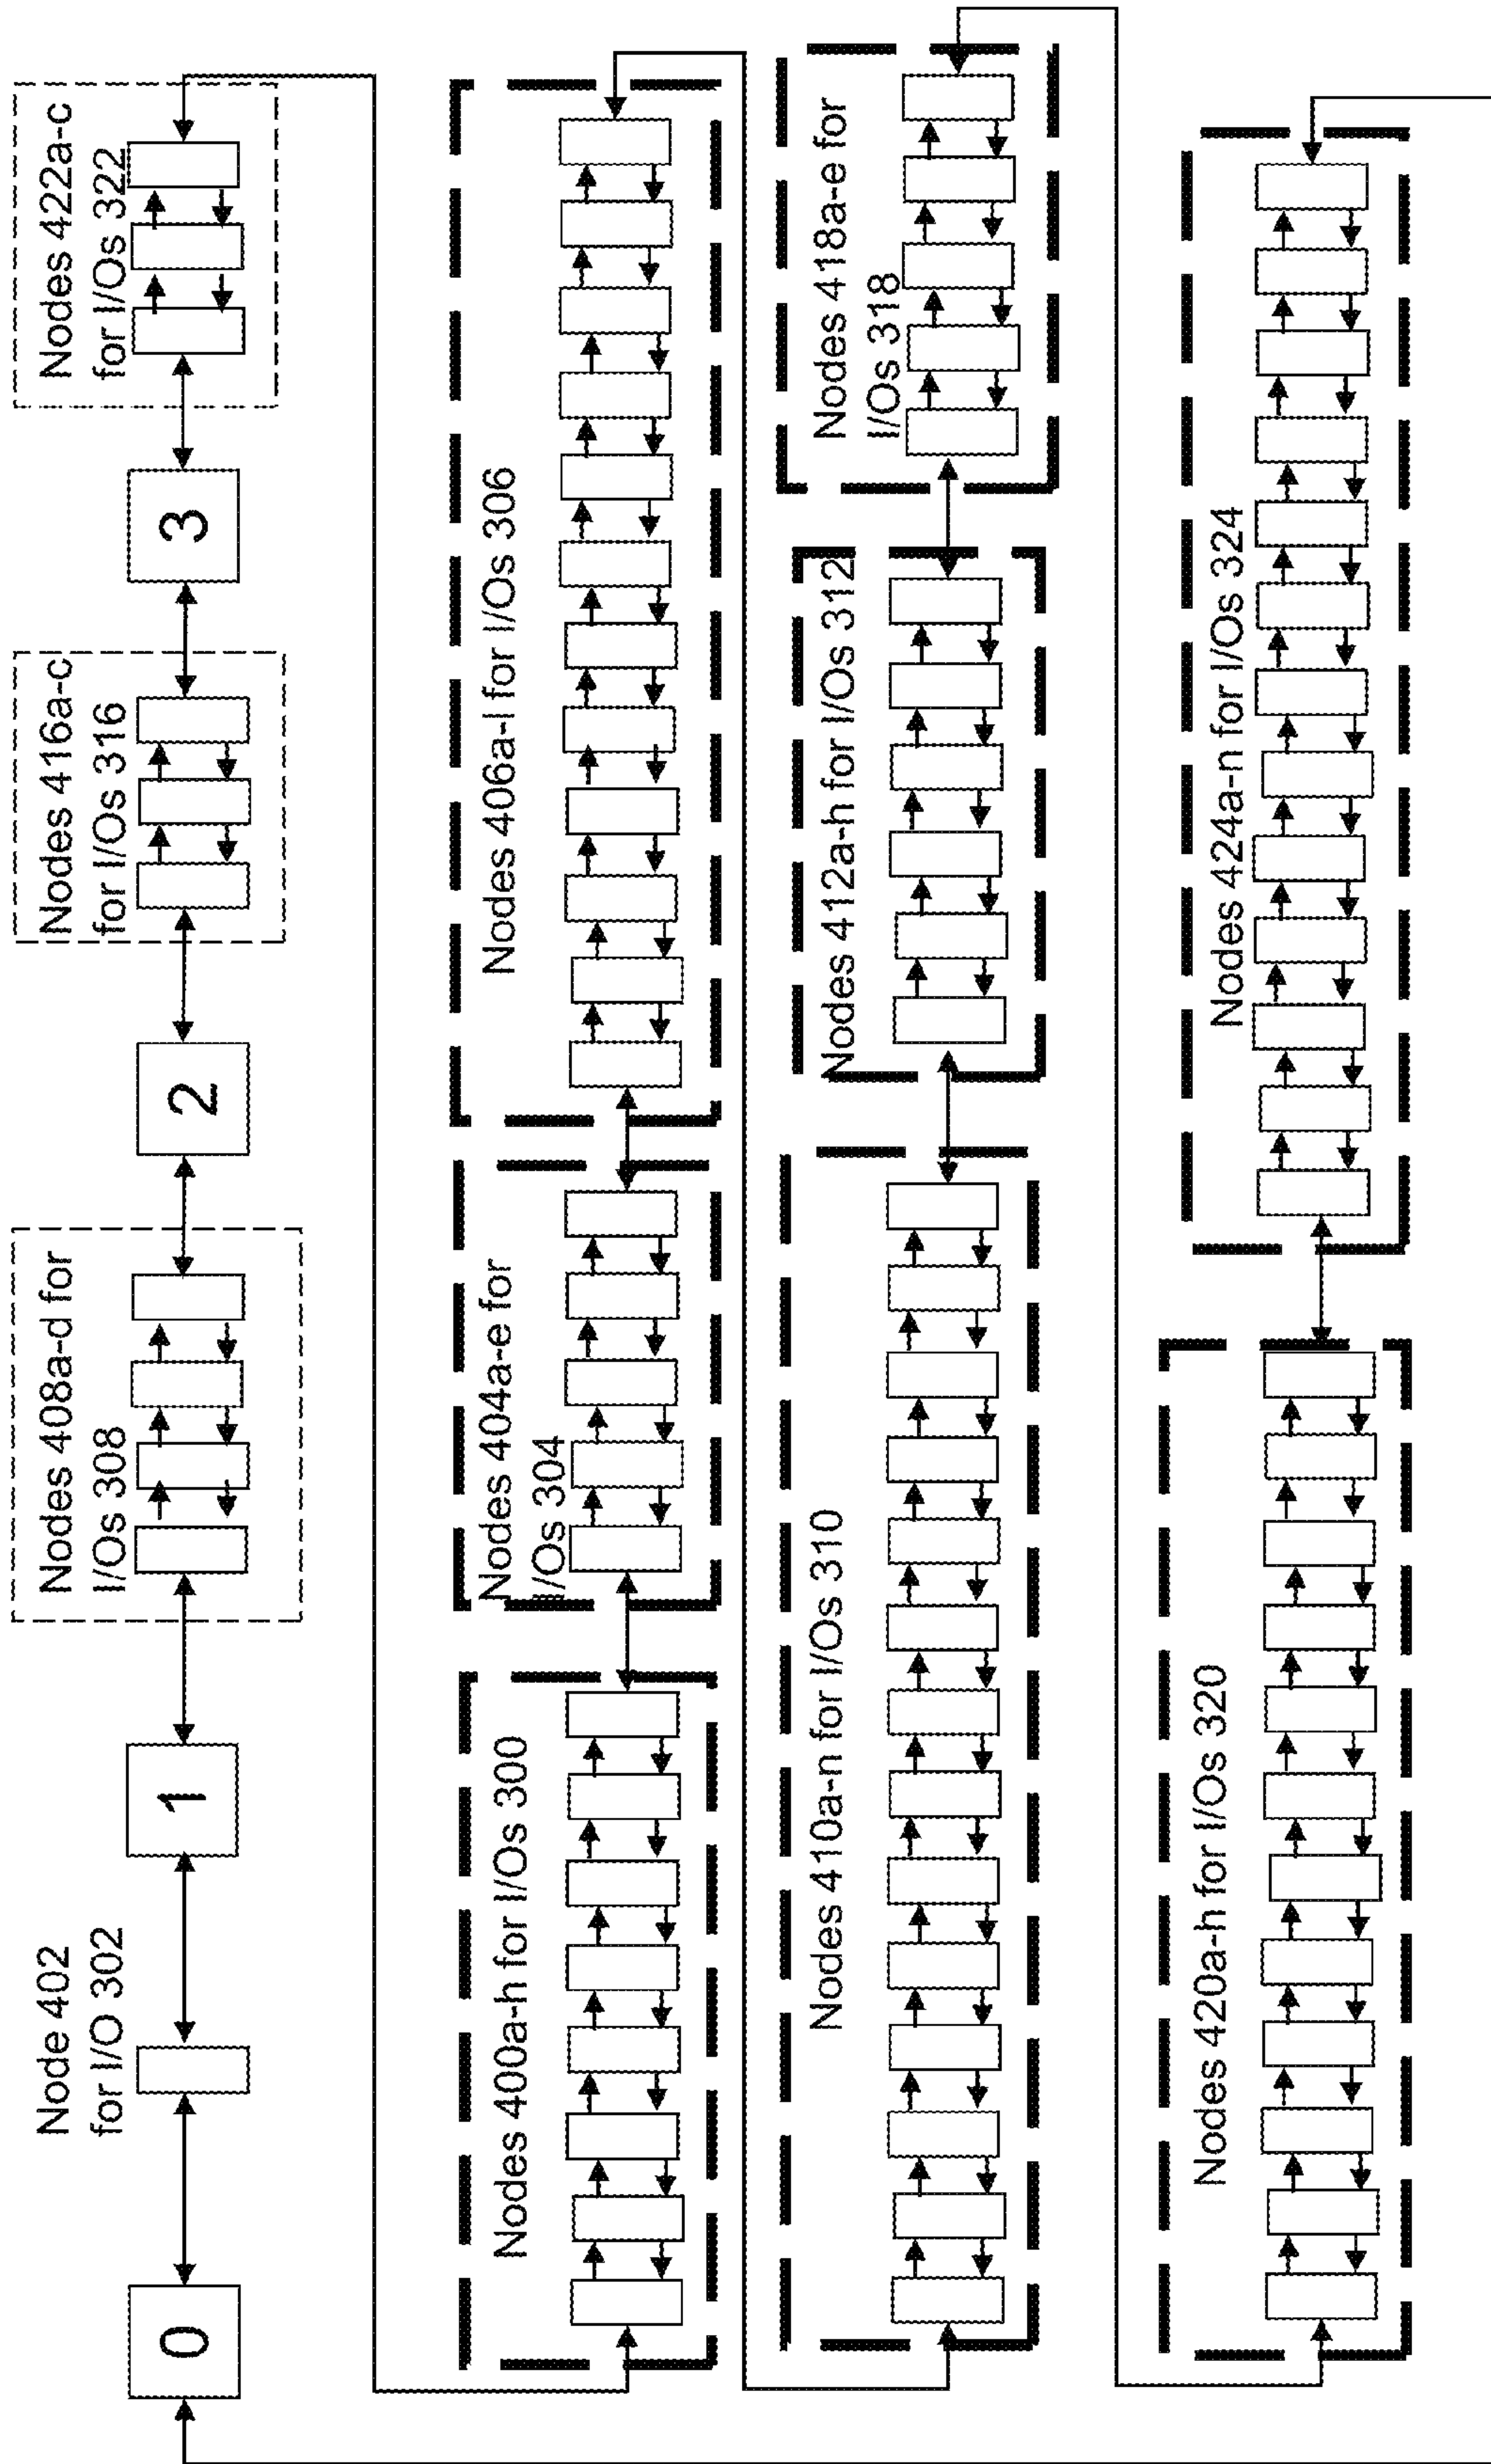 0
Node 402
for I/O 302
1
Nodes 408a-d for
I/Os 308
2
Nodes 416a-c
for I/Os 316
3
Nodes 422a-c
for I/Os 322
Nodes 400a-h for I/Os 300
Nodes 404a-e for
I/Os 304
Nodes 406a-l for I/Os 306
Nodes 410a-n for I/Os 310
Nodes 412a-h for I/Os 312
Nodes 418a-e for
I/Os 318
Nodes 420a-h for I/Os 320
Nodes 424a-n for I/Os 324